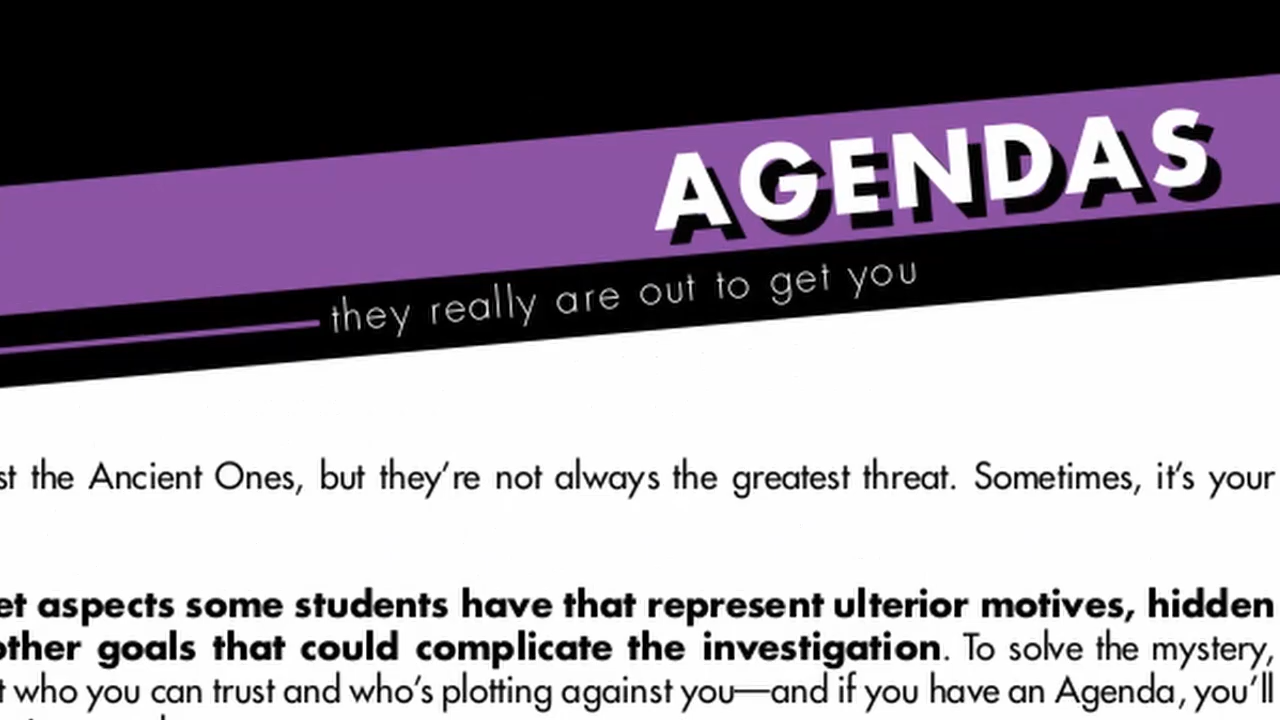 AGENDAS
they really are out to get you
the Ancient Ones, but they're not always the greatest threat. Sometimes, it's your
aspects some students have that represent ulterior motives, hidden
goals that could complicate the investigation. To solve the mystery,
who you can trust and who's plotting against you—and if you have an Agenda, you'll